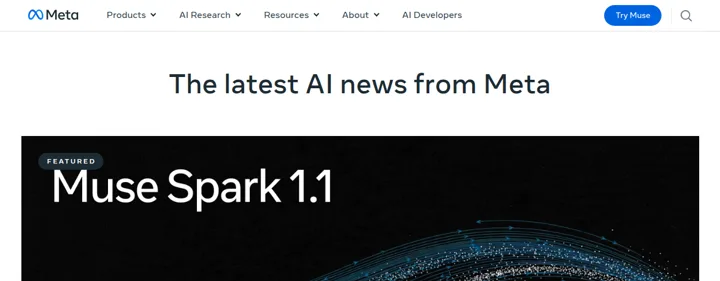 Meta
Products
AI Research
Resources
About
AI Developers
Try Muse
The latest AI news from Meta
FEATURED
Muse Spark 1.1